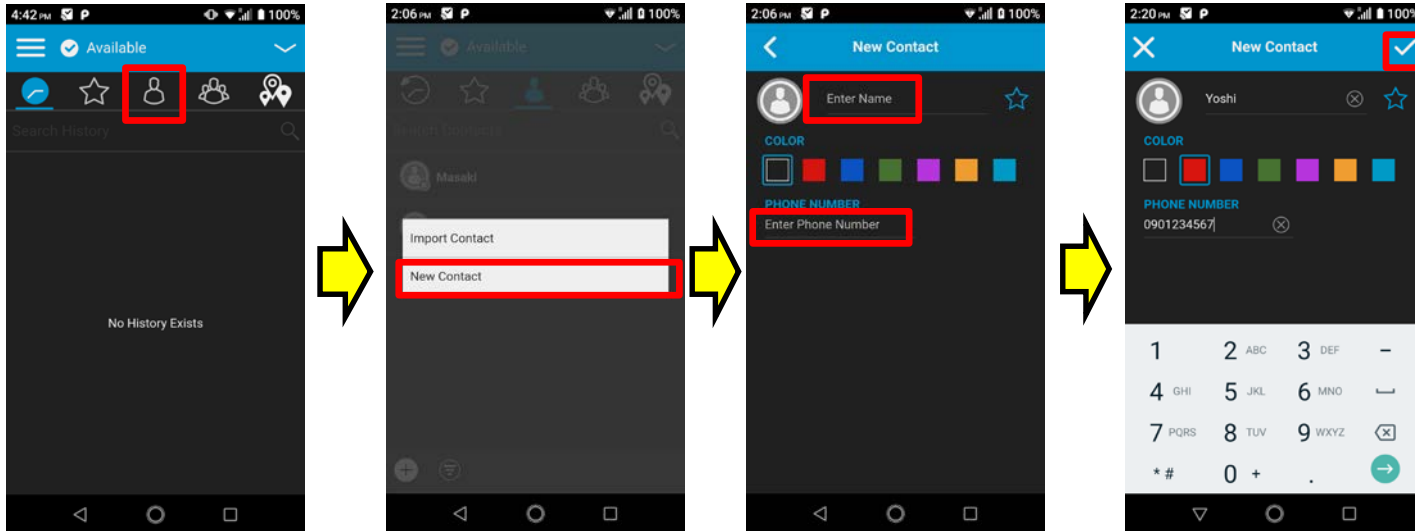 4:42 PM P 100%
Available
Search History
No History Exists
2:06 PM P 100%
Available
Search Contacts
Masaki
Import Contact
New Contact
2:06 PM P 100%
New Contact
Enter Name
COLOR
PHONE NUMBER
Enter Phone Number
2:20 PM P 100%
New Contact
Yoshi
COLOR
PHONE NUMBER
0901234567
1 2 ABC 3 DEF -
4 GHI 5 JKL 6 MNO
7 PQRS 8 TUV 9 WXYZ
* # 0 + .